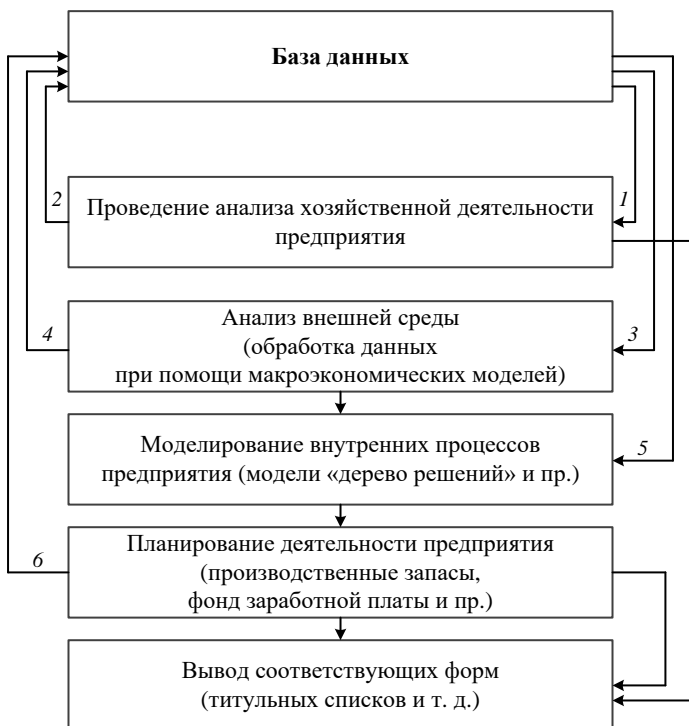 База данных
2
1
Проведение анализа хозяйственной деятельности
предприятия
4
3
Анализ внешней среды
(обработка данных
при помощи макроэкономических моделей)
5
Моделирование внутренних процессов
предприятия (модели «дерево решений» и пр.)
6
Планирование деятельности предприятия
(производственные запасы,
фонд заработной платы и пр.)
Вывод соответствующих форм
(титульных списков и т. д.)